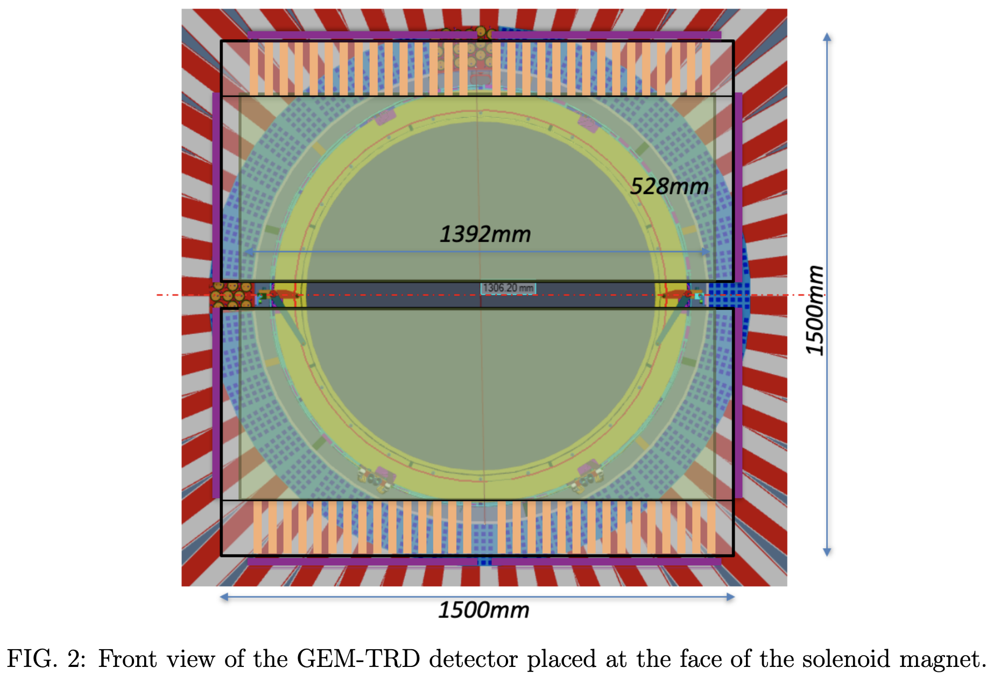 528mm
1392mm
1306.20 mm
1500mm
1500mm
FIG. 2: Front view of the GEM-TRD detector placed at the face of the solenoid magnet.